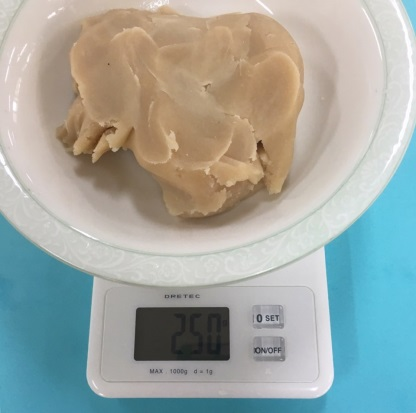 DRETEC
250g
0 SET
ON/OFF
MAX 1000g d = 1g